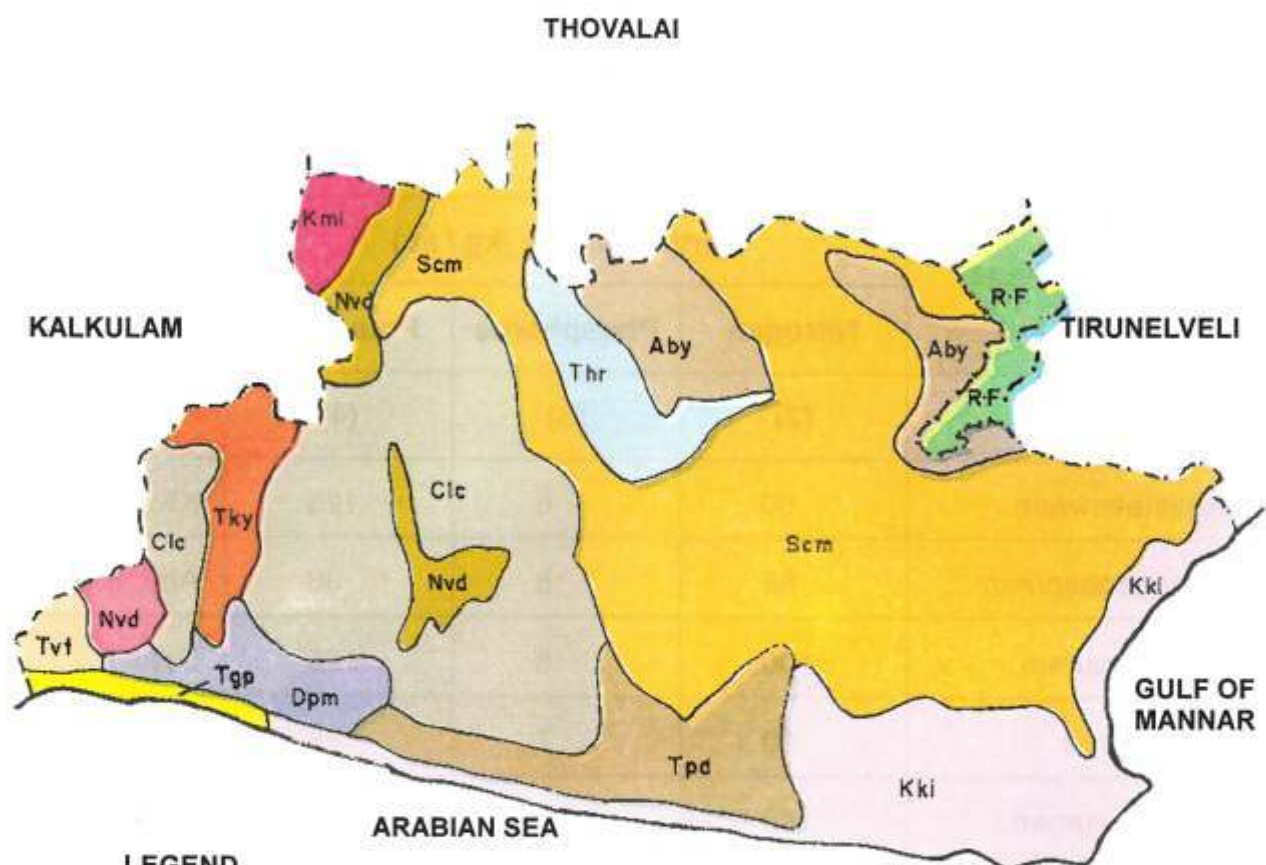 THOVALAI
Kml
Scm
Nvd
R·F
KALKULAM
TIRUNELVELI
Aby
Aby
Thr
R·F
Clc
Tky
Scm
Clc
Nvd
Kki
Nvd
Tvt
Tgp
Dpm
GULF OF
MANNAR
Tpd
Kki
ARABIAN SEA
LEGEND